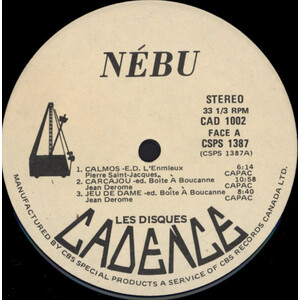 NÉBU
STEREO
33 1/3 RPM
CAD 1002
FACE A
CSPS 1387
(CSPS 1387A)
1. CALMOS -E.D. L'Enmieux 6:14
Pierre Saint-Jacques, CAPAC
2. CARCAJOU -ed. Boîte À Boucanne 10:58
Jean Derome CAPAC
3. JEU DE DAME -ed. Boîte À Boucanne 8:40
Jean Derome CAPAC
LES DISQUES
CADENCE
MANUFACTURED BY CBS SPECIAL PRODUCTS A SERVICE OF CBS RECORDS CANADA LTD.